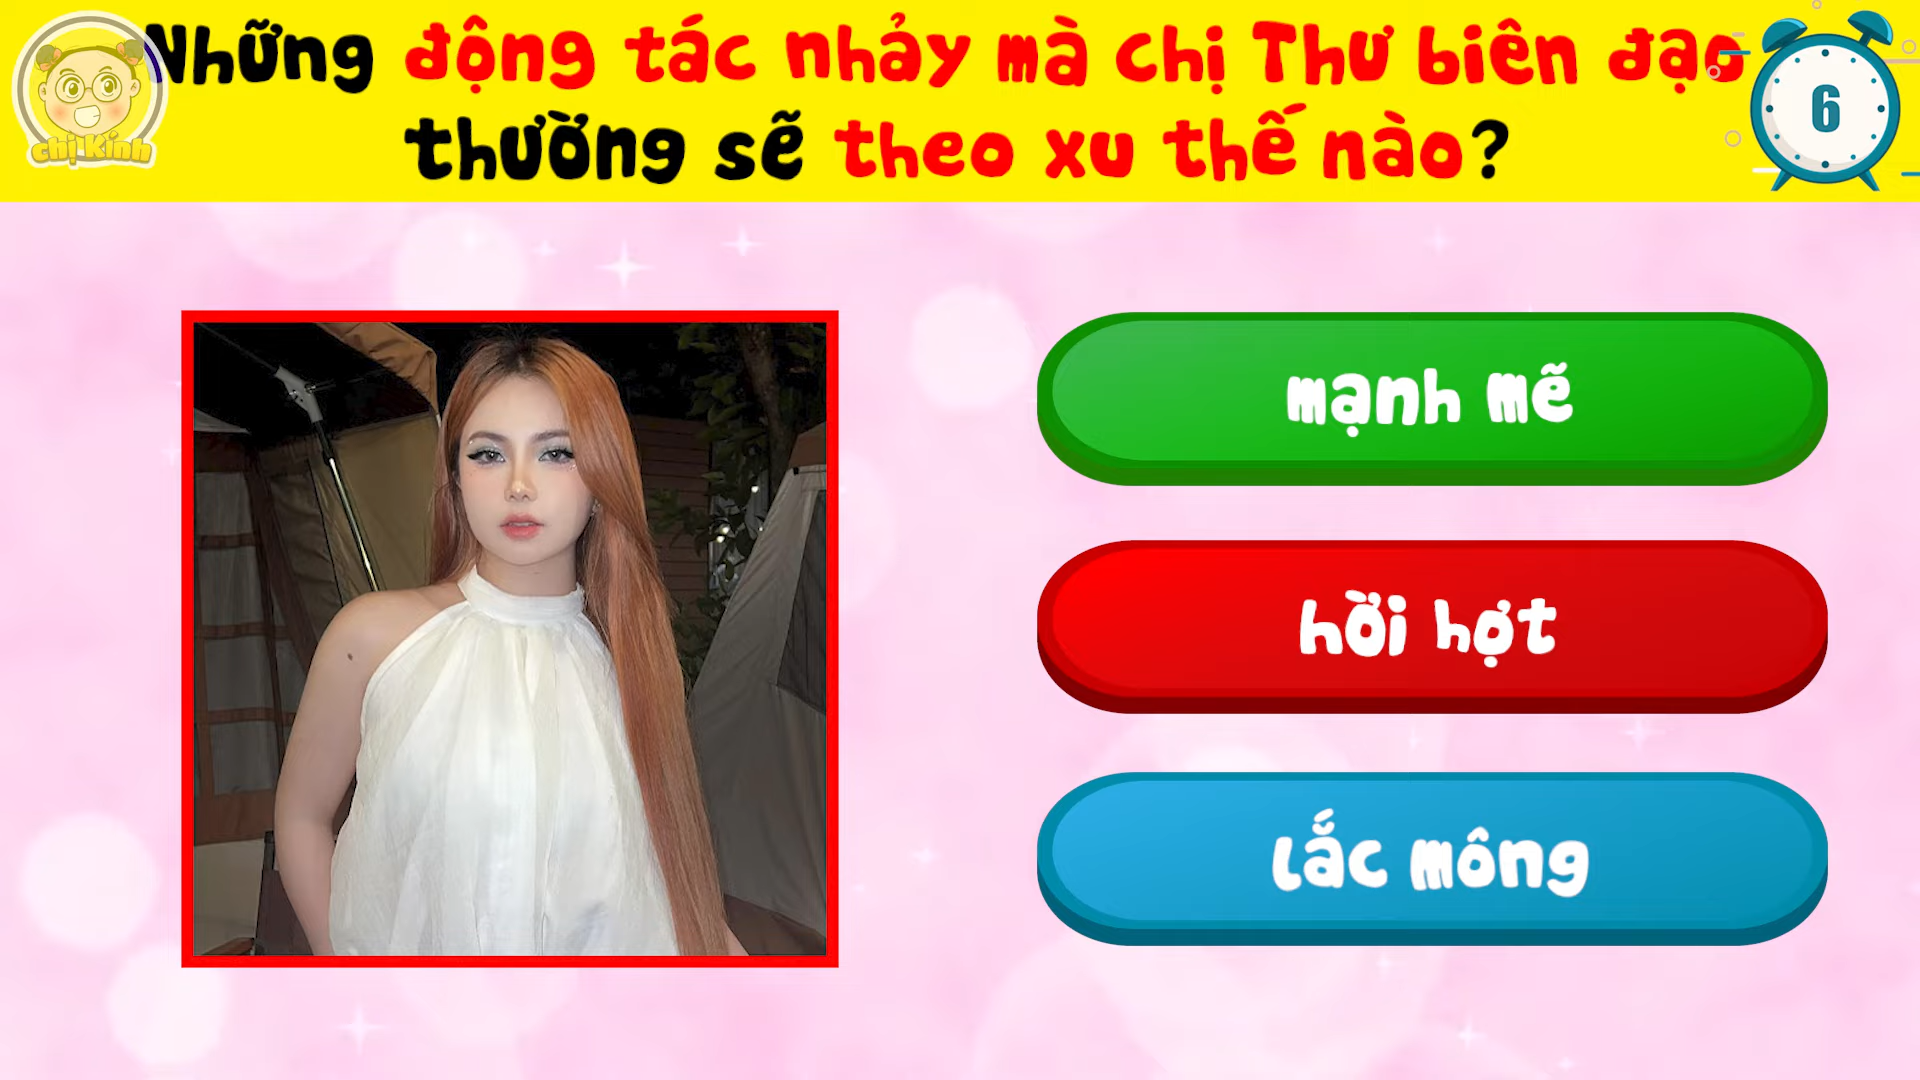 Những động tác nhảy mà chị Thư biên đạo
thường sẽ theo xu thế nào?
chị Kính
6
mạnh mẽ
hời hợt
lắc mông